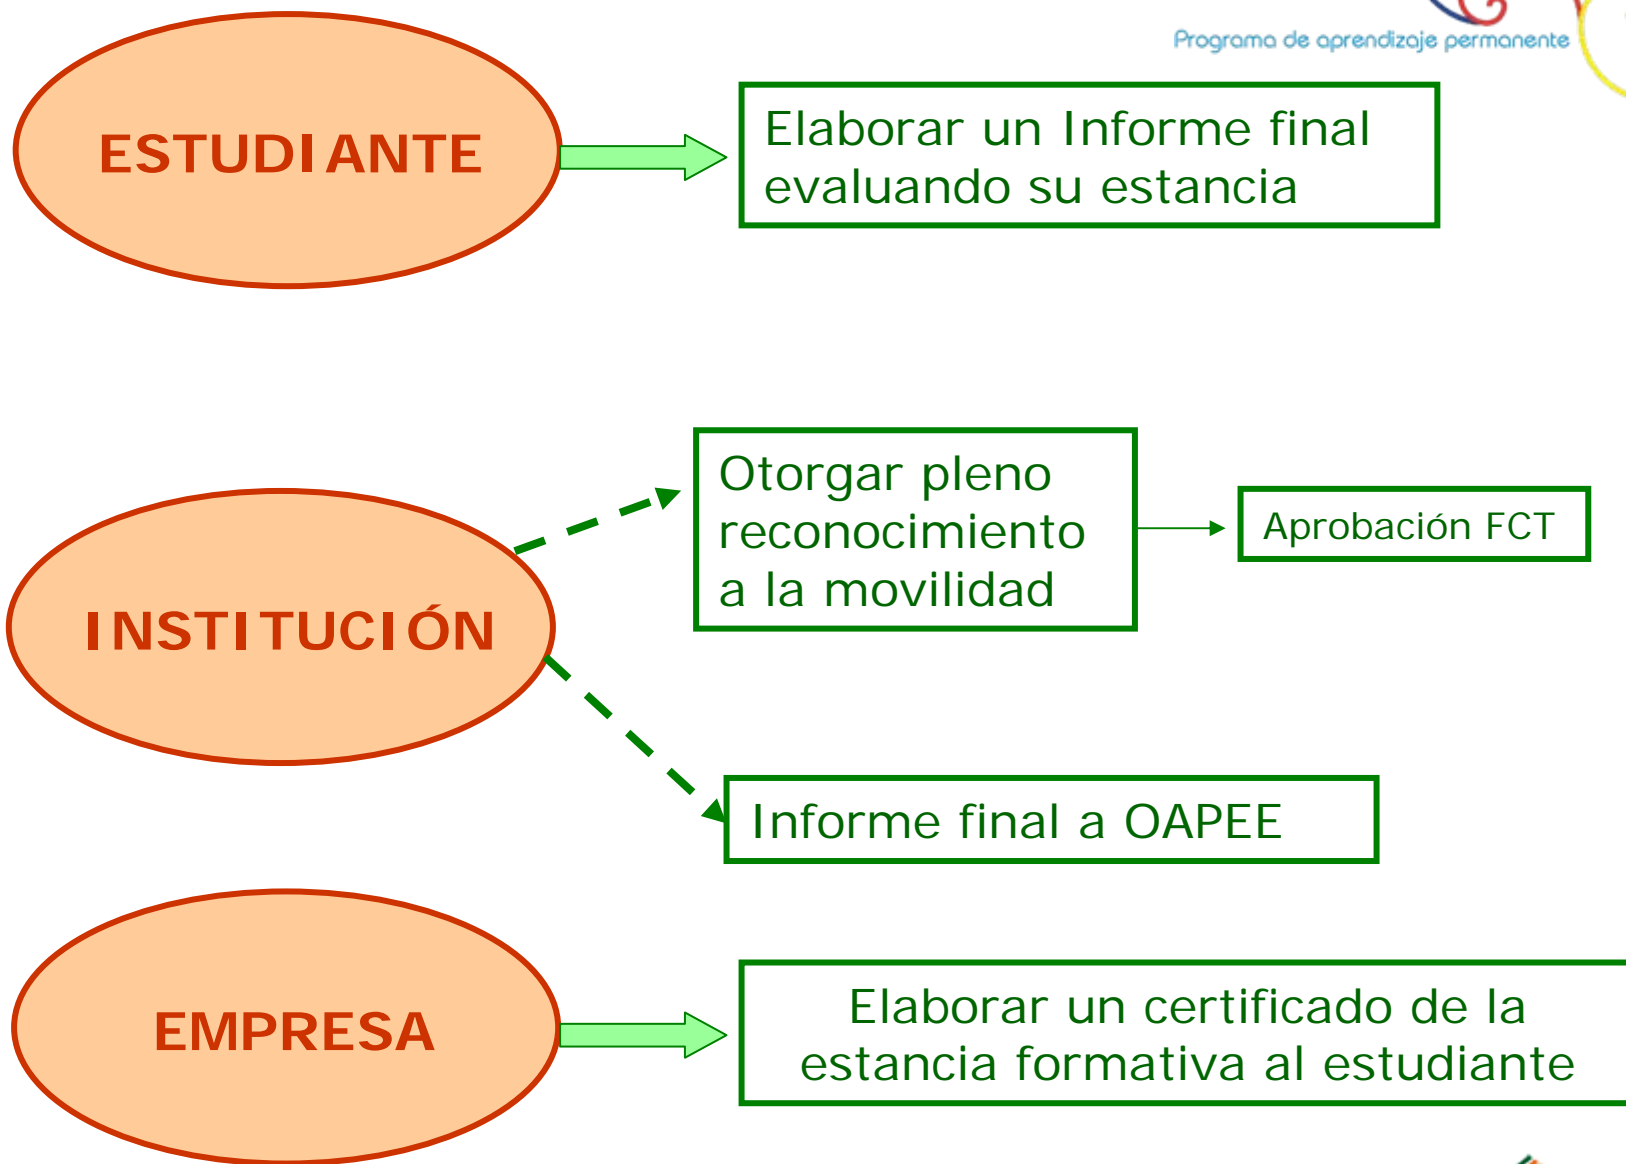 Programa de aprendizaje permanente
ESTUDIANTE
Elaborar un Informe final
evaluando su estancia
Otorgar pleno
reconocimiento
a la movilidad
Aprobación FCT
INSTITUCIÓN
Informe final a OAPEE
EMPRESA
Elaborar un certificado de la
estancia formativa al estudiante